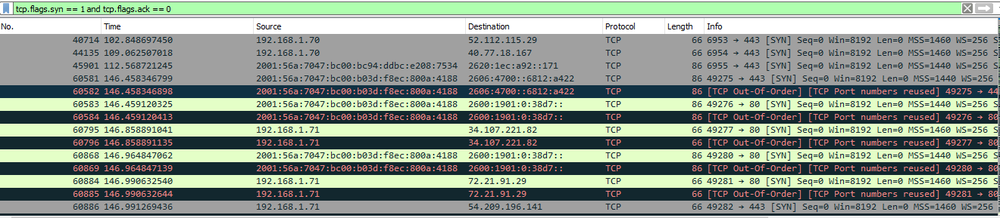 tcp.flags.syn == 1 and tcp.flags.ack == 0
No. Time Source Destination Protocol Length Info
40714 102.848697450 192.168.1.70 52.112.115.29 TCP 66 6953 → 443 [SYN] Seq=0 Win=8192 Len=0 MSS=1460 WS=256 S
44135 109.062507018 192.168.1.70 40.77.18.167 TCP 66 6954 → 443 [SYN] Seq=0 Win=8192 Len=0 MSS=1460 WS=256 S
45901 112.568721245 2001:56a:7047:bc00:bc94:ddbc:e208:7534 2620:1ec:a92::171 TCP 86 6955 → 443 [SYN] Seq=0 Win=8192 Len=0 MSS=1440 WS=256 S
60581 146.458346799 2001:56a:7047:bc00:b03d:f8ec:800a:4188 2606:4700::6812:a422 TCP 86 49275 → 443 [SYN] Seq=0 Win=8192 Len=0 MSS=1440 WS=256
60582 146.458346898 2001:56a:7047:bc00:b03d:f8ec:800a:4188 2606:4700::6812:a422 TCP 86 [TCP Out-Of-Order] [TCP Port numbers reused] 49275 → 44
60583 146.459120325 2001:56a:7047:bc00:b03d:f8ec:800a:4188 2600:1901:0:38d7:: TCP 86 49276 → 80 [SYN] Seq=0 Win=8192 Len=0 MSS=1440 WS=256 S
60584 146.459120413 2001:56a:7047:bc00:b03d:f8ec:800a:4188 2600:1901:0:38d7:: TCP 86 [TCP Out-Of-Order] [TCP Port numbers reused] 49276 → 80
60795 146.858891041 192.168.1.71 34.107.221.82 TCP 66 49277 → 80 [SYN] Seq=0 Win=8192 Len=0 MSS=1460 WS=256 S
60796 146.858891135 192.168.1.71 34.107.221.82 TCP 66 [TCP Out-Of-Order] [TCP Port numbers reused] 49277 → 80
60868 146.964847062 2001:56a:7047:bc00:b03d:f8ec:800a:4188 2600:1901:0:38d7:: TCP 86 49280 → 80 [SYN] Seq=0 Win=8192 Len=0 MSS=1440 WS=256 S
60869 146.964847139 2001:56a:7047:bc00:b03d:f8ec:800a:4188 2600:1901:0:38d7:: TCP 86 [TCP Out-Of-Order] [TCP Port numbers reused] 49280 → 80
60884 146.990632540 192.168.1.71 72.21.91.29 TCP 66 49281 → 80 [SYN] Seq=0 Win=8192 Len=0 MSS=1460 WS=256 S
60885 146.990632644 192.168.1.71 72.21.91.29 TCP 66 [TCP Out-Of-Order] [TCP Port numbers reused] 49281 → 80
60886 146.991269436 192.168.1.71 54.209.196.141 TCP 66 49282 → 443 [SYN] Seq=0 Win=8192 Len=0 MSS=1460 WS=256